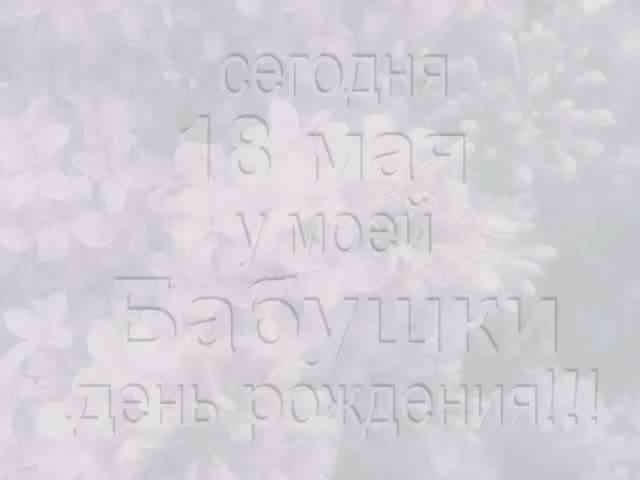 сегодня
18 мая
у моей
Бабушки
день рождения!!!